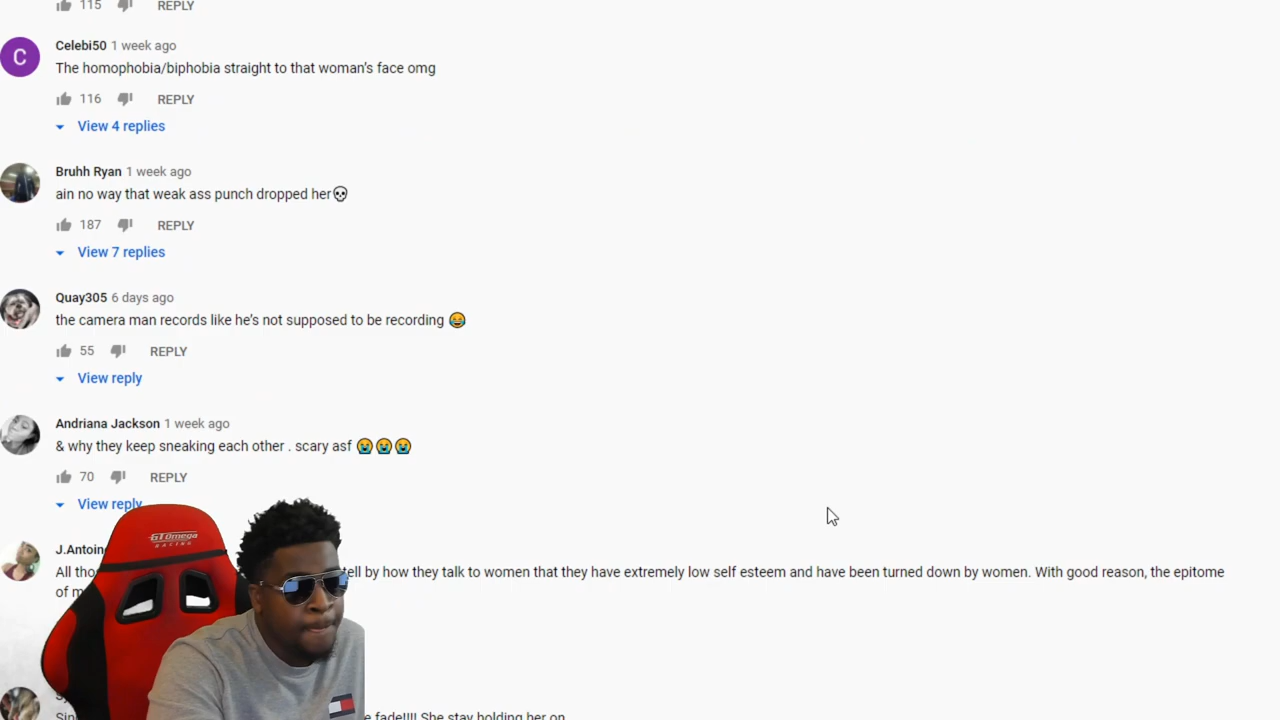 115 REPLY
C
Celebi50 1 week ago
The homophobia/biphobia straight to that woman's face omg
116 REPLY
View 4 replies
Bruhh Ryan 1 week ago
ain no way that weak ass punch dropped her💀
187 REPLY
View 7 replies
Quay305 6 days ago
the camera man records like he's not supposed to be recording 😂
55 REPLY
View reply
Andriana Jackson 1 week ago
& why they keep sneaking each other . scary asf 😭😭😭
70 REPLY
View reply
GTOmega
RACING
All tell by how they talk to women that they have extremely low self esteem and have been turned down by women. With good reason, the epitome
of
fade!!!! She stay holding her on